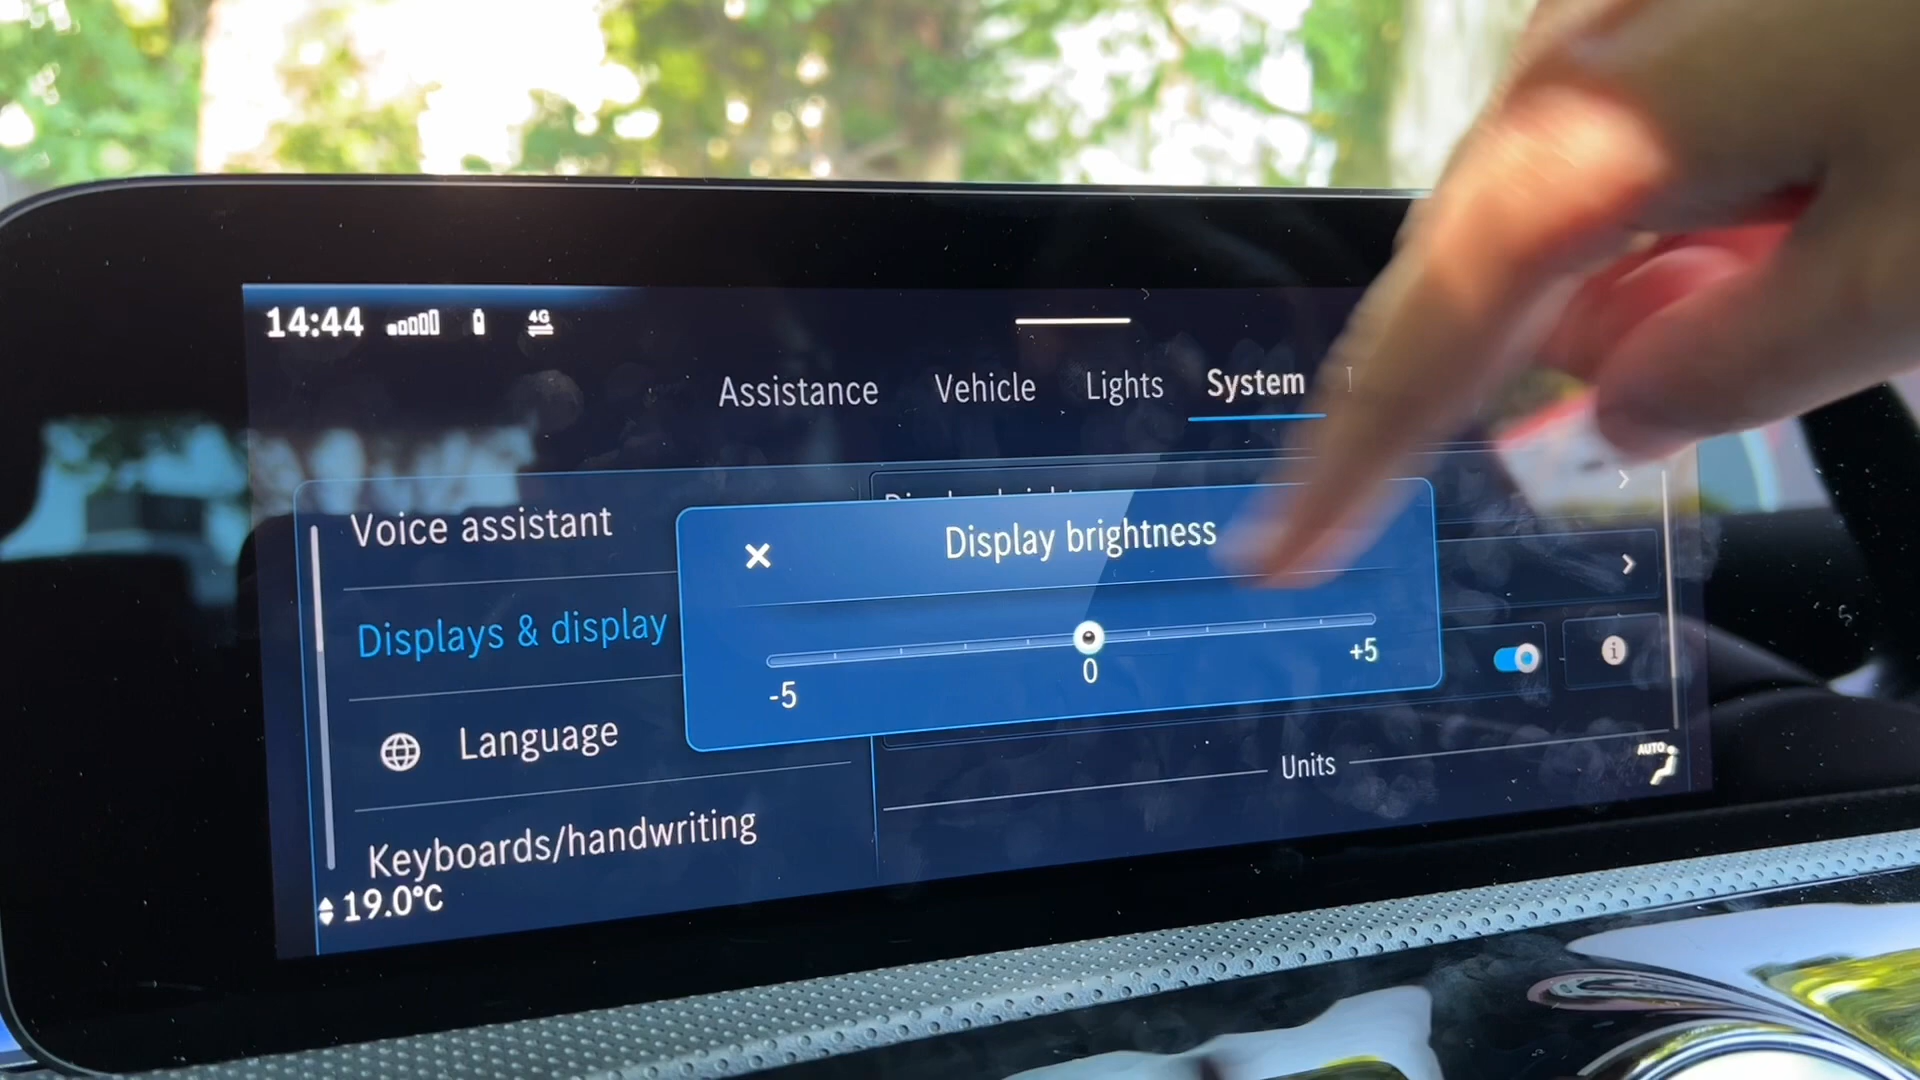 14:44 4G
Assistance Vehicle Lights System
Voice assistant
Display brightness
Displays & display
-5 0 +5
Language
Units
AUTO
Keyboards/handwriting
19.0°C